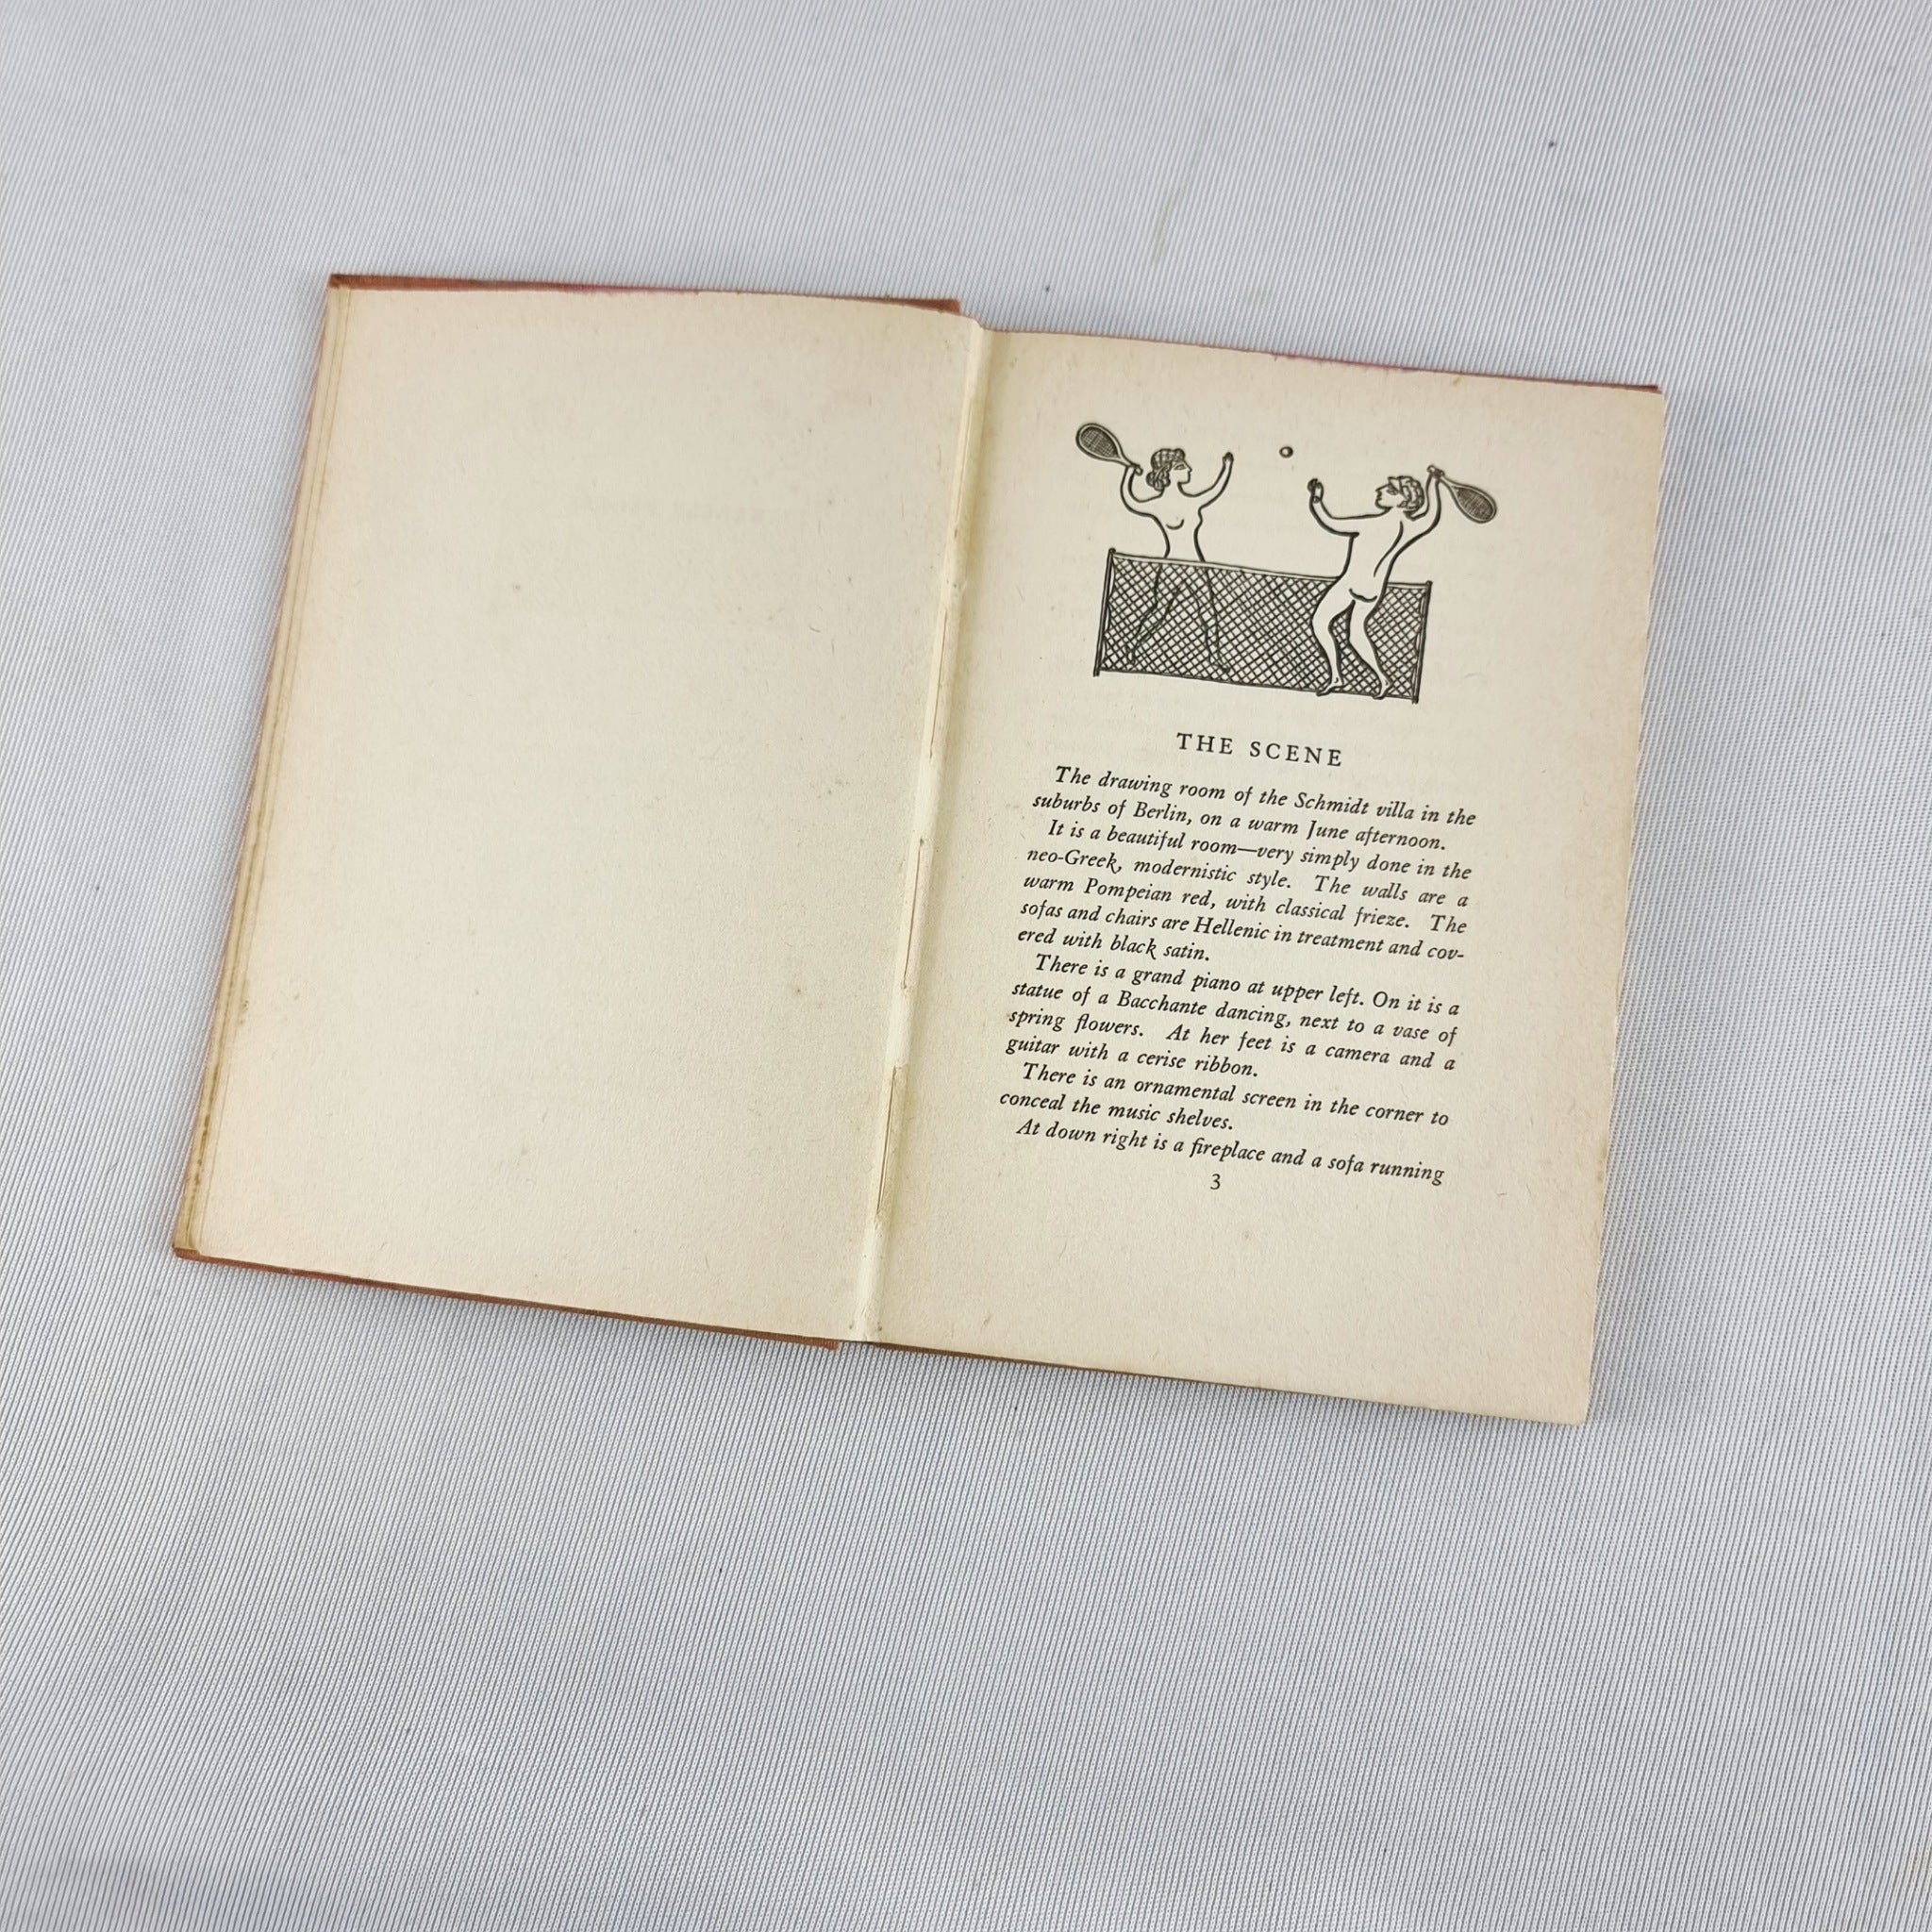 THE SCENE
The drawing room of the Schmidt villa in the
suburbs of Berlin, on a warm June afternoon.
It is a beautiful room—very simply done in the
neo-Greek, modernistic style. The walls are a
warm Pompeian red, with classical frieze. The
sofas and chairs are Hellenic in treatment and cov-
ered with black satin.
There is a grand piano at upper left. On it is a
statue of a Bacchante dancing, next to a vase of
spring flowers. At her feet is a camera and a
guitar with a cerise ribbon.
There is an ornamental screen in the corner to
conceal the music shelves.
At down right is a fireplace and a sofa running
3